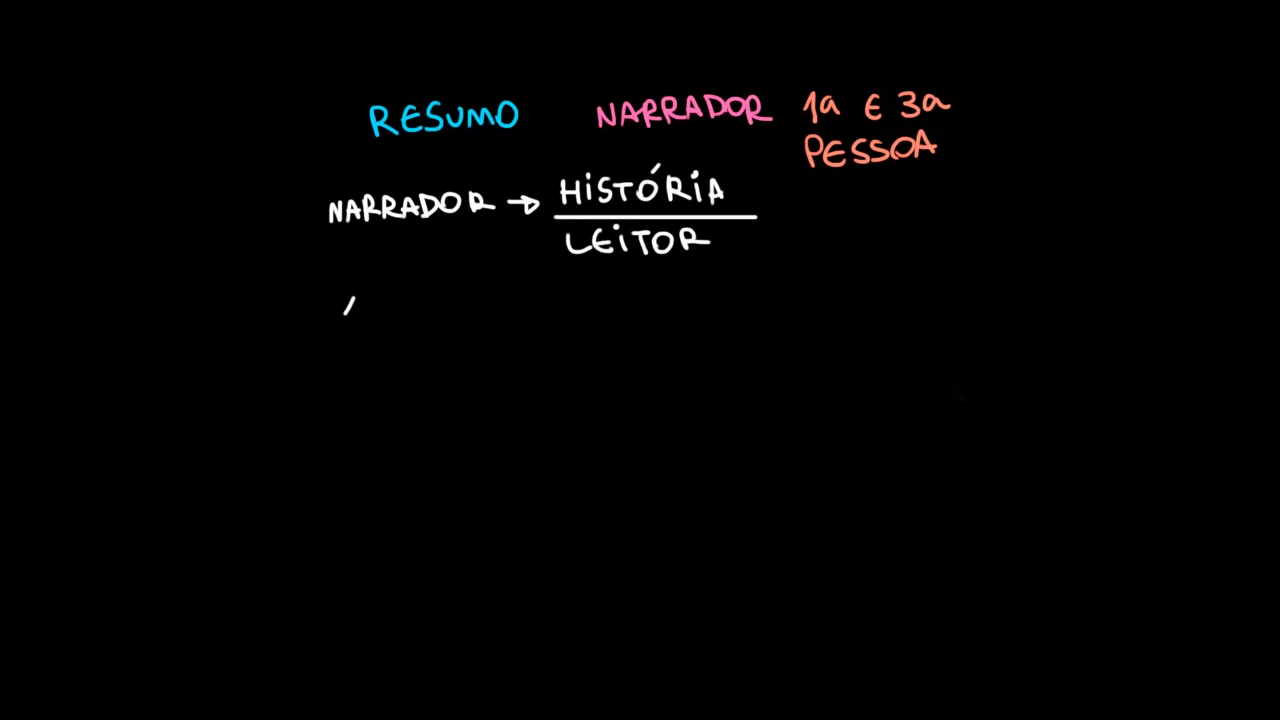 RESUMO NARRADOR 1a E 3a
PESSOA
NARRADOR → HiSTÓRiA
LEiTOR